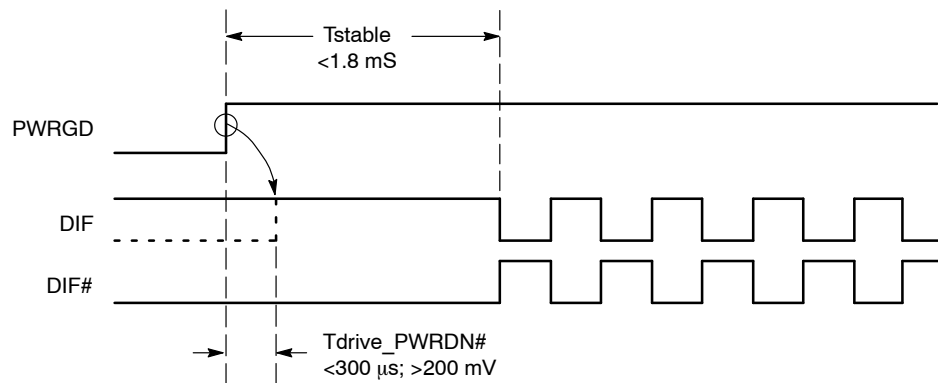 Tstable
<1.8 mS
PWRGD
DIF
DIF#
Tdrive_PWRDN#
<300 μs; >200 mV